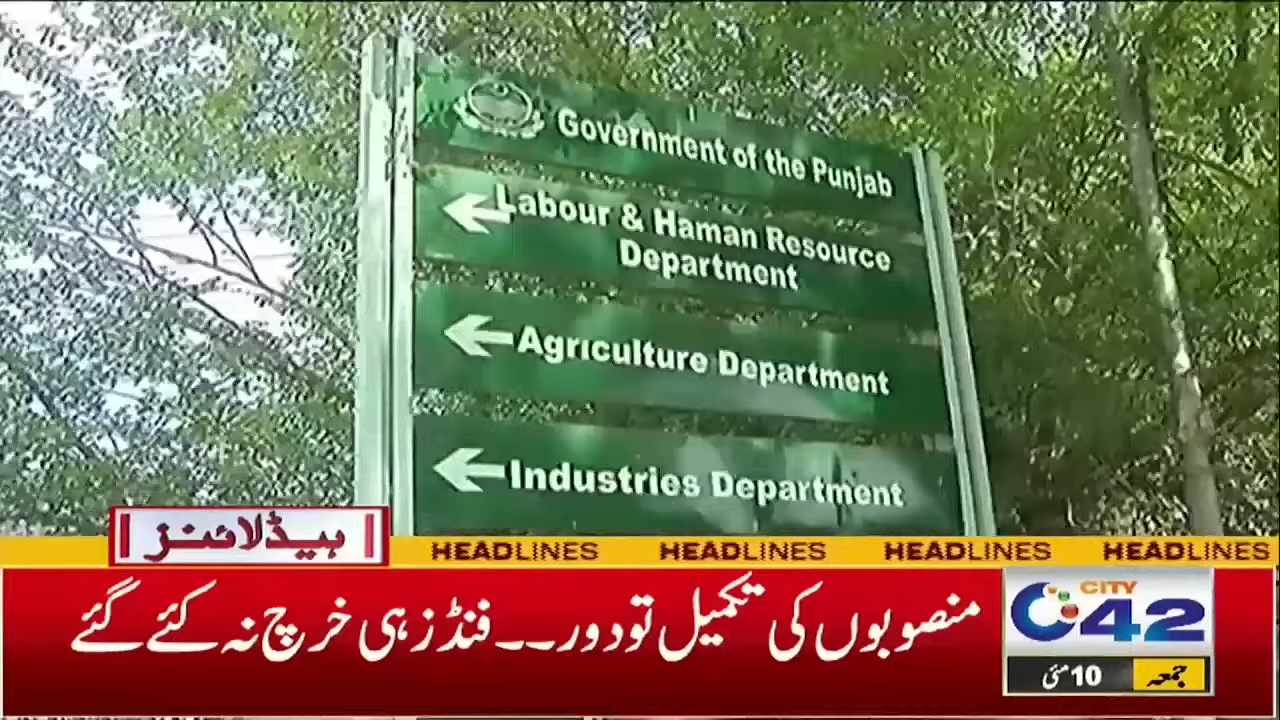 Government of the Punjab
Labour & Haman Resource
Department
Agriculture Department
Industries Department
ہیڈلائنز
HEADLINES HEADLINES HEADLINES HEADLINES
منصوبوں کی تکمیل تو دور ۔۔ فنڈز ہی خرچ نہ کئے گئے
CITY
42
جمعہ 10 مئی